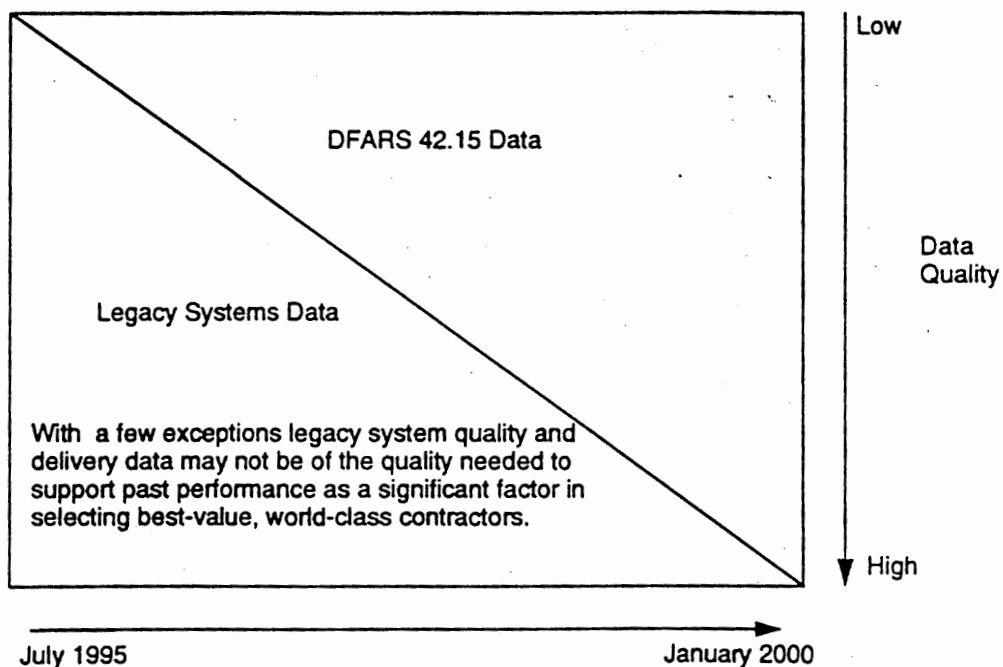 Low
DFARS 42.15 Data
Data
Quality
Legacy Systems Data
With a few exceptions legacy system quality and
delivery data may not be of the quality needed to
support past performance as a significant factor in
selecting best-value, world-class contractors.
High
July 1995
January 2000